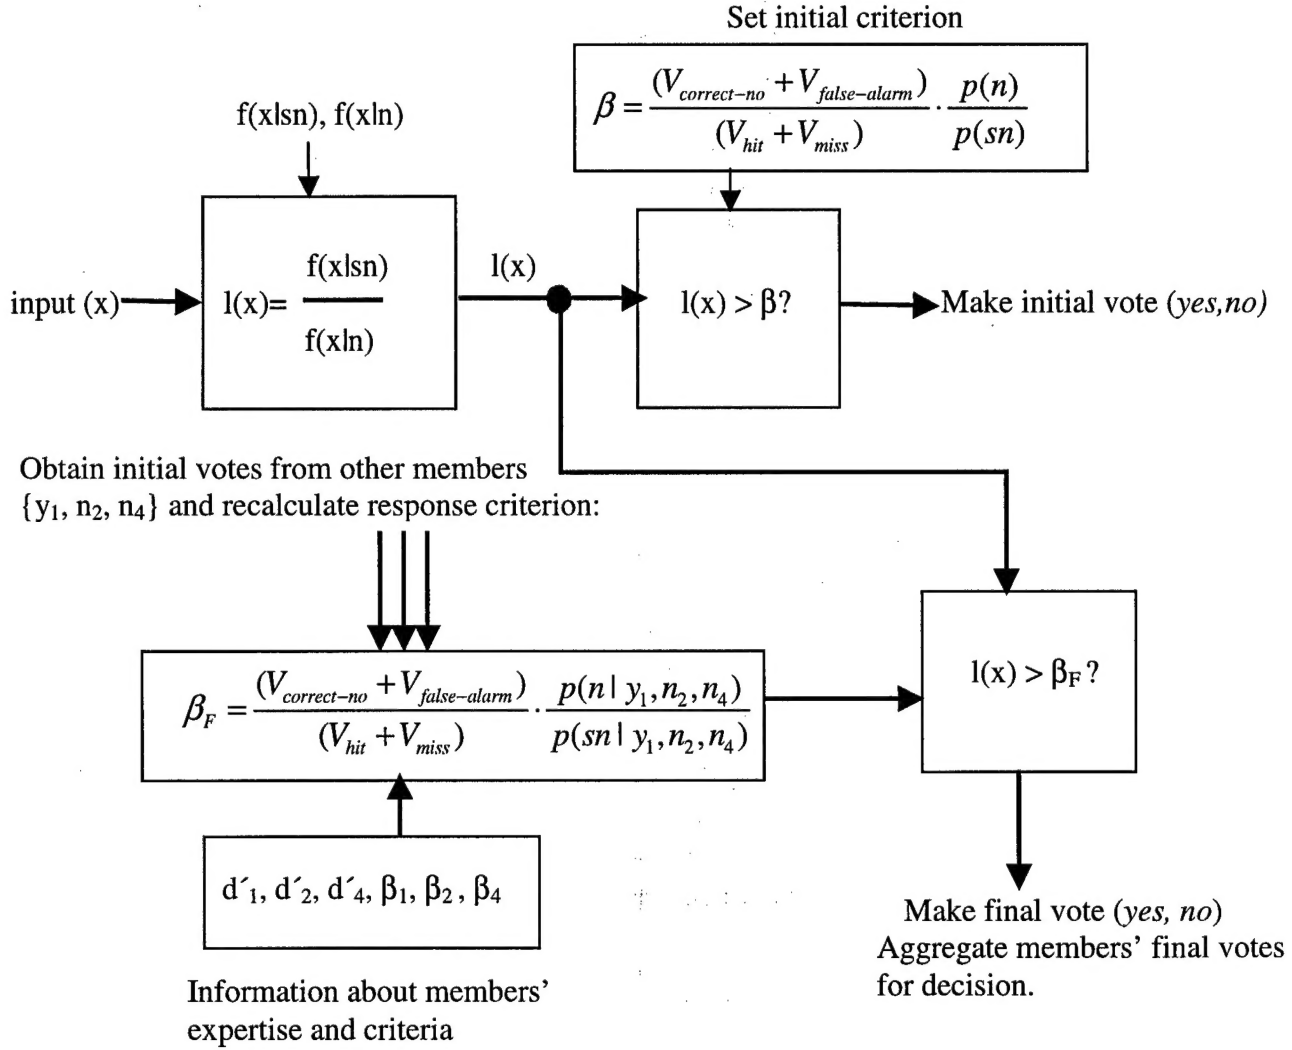 Set initial criterion
β = (V_correct–no + V_false–alarm) / (V_hit + V_miss) · p(n) / p(sn)
f(x|sn), f(x|n)
input (x)
l(x)= f(x|sn) / f(x|n)
l(x)
l(x) > β?
Make initial vote (yes,no)
Obtain initial votes from other members
{y₁, n₂, n₄} and recalculate response criterion:
β_F = (V_correct–no + V_false–alarm) / (V_hit + V_miss) · p(n | y₁, n₂, n₄) / p(sn | y₁, n₂, n₄)
l(x) > β_F ?
d´₁, d´₂, d´₄, β₁, β₂, β₄
Information about members’
expertise and criteria
Make final vote (yes, no)
Aggregate members’ final votes
for decision.